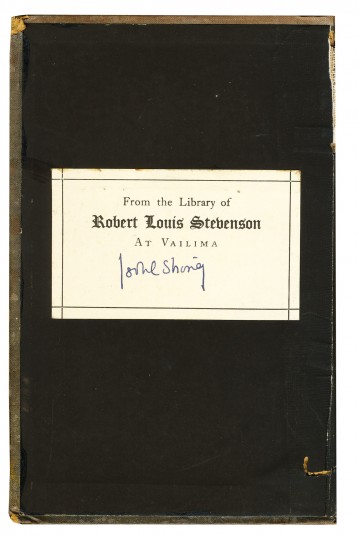 From the Library of
Robert Louis Stevenson
At Vailima